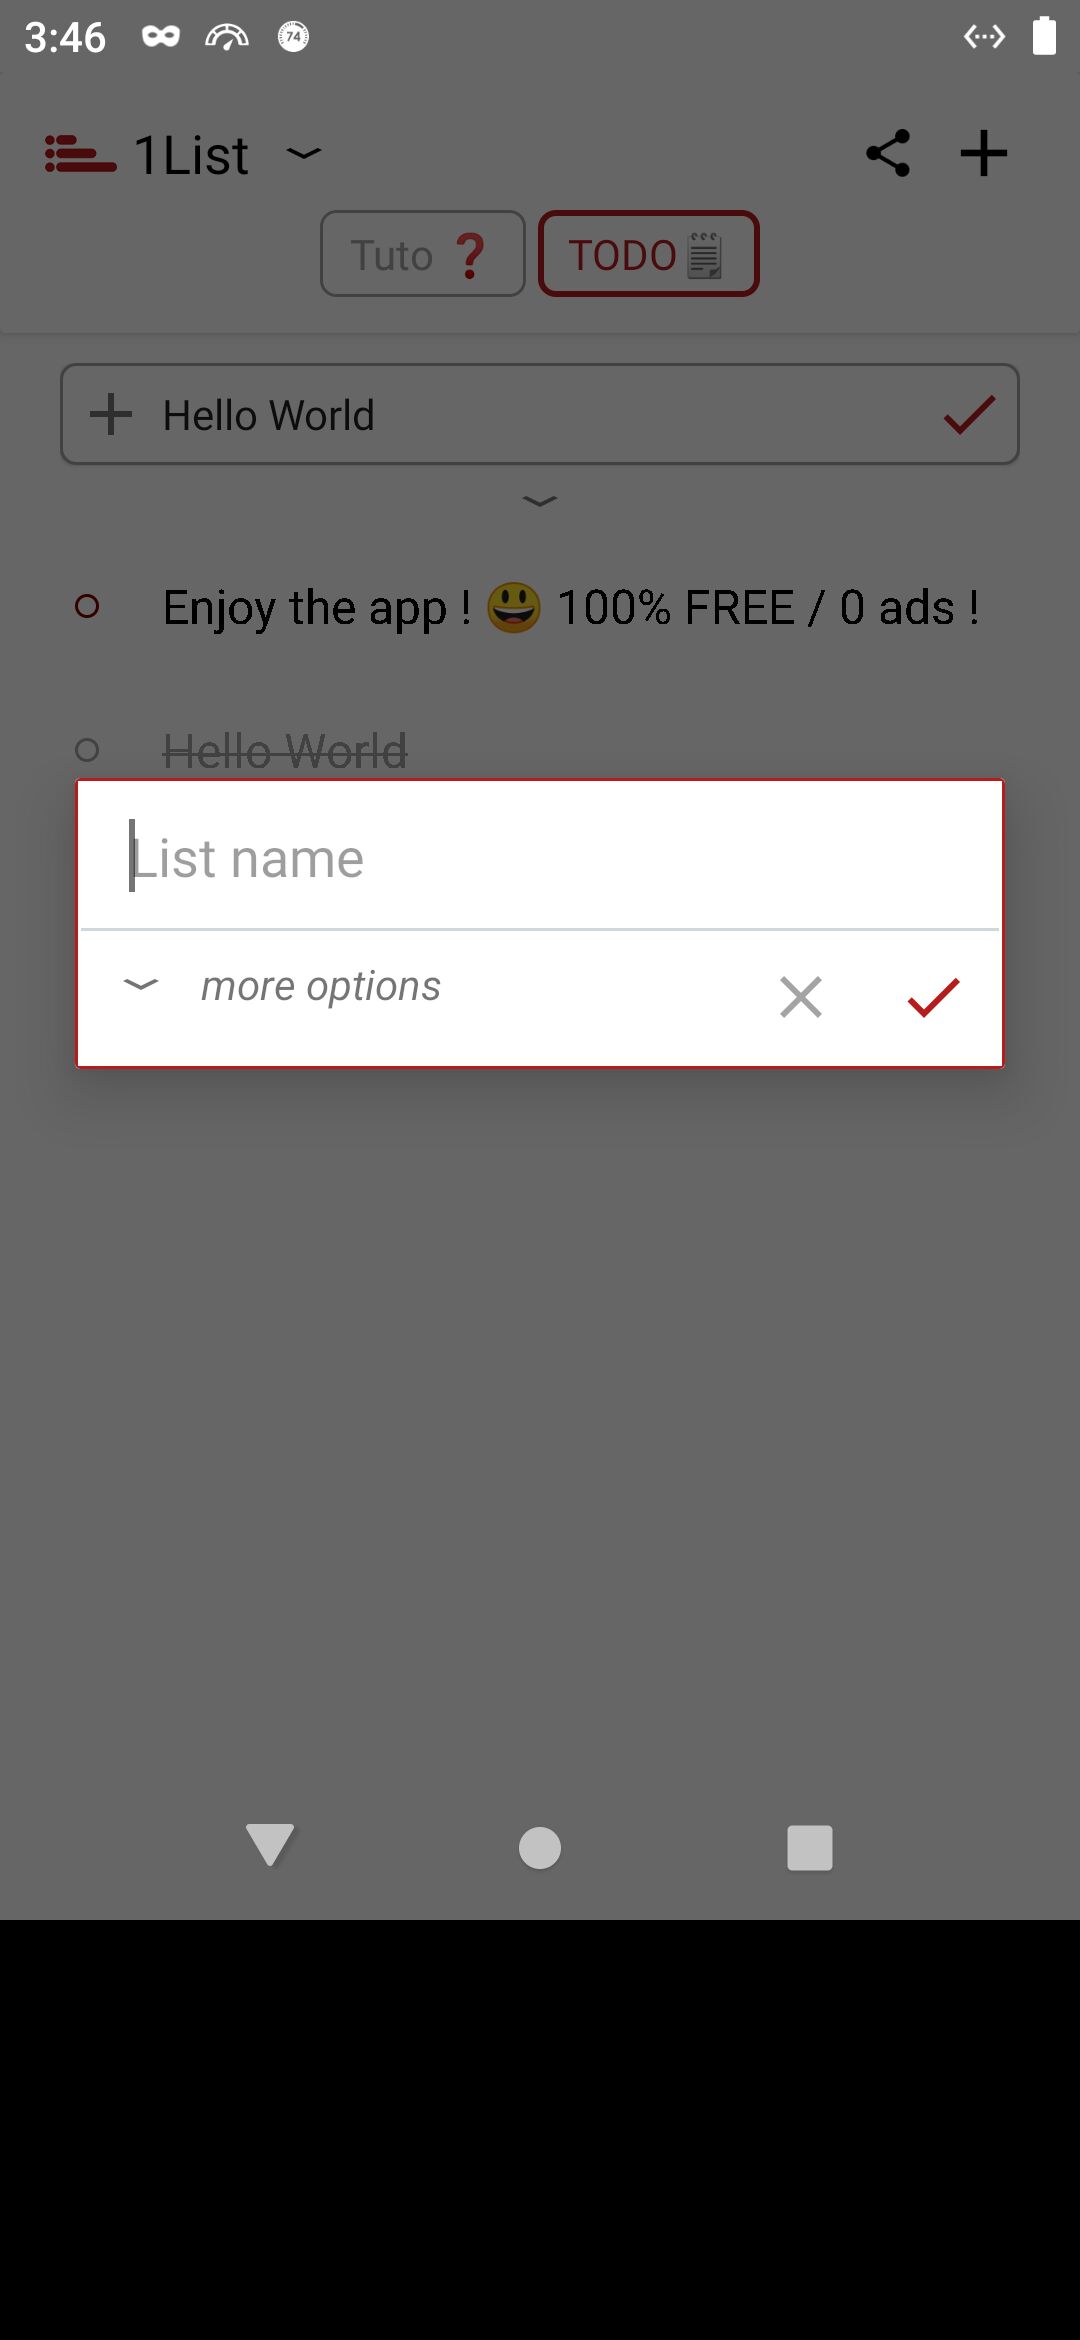 3:46
74
1List
Tuto ❓
TODO🗒
Hello World
Enjoy the app ! 😃 100% FREE / 0 ads !
Hello World
List name
more options